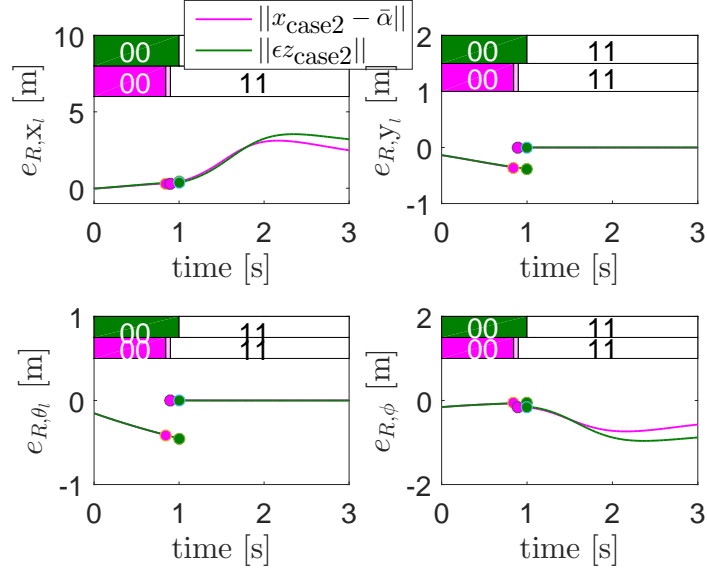 ||x_case2 − ᾱ||
||ϵz_case2||
10
5
0
e_R,x_l [m]
00
00
11
0 1 2 3
time [s]
2
1
0
-1
e_R,y_l [m]
00
11
00
11
0 1 2 3
time [s]
1
0
-1
e_R,θ_l [m]
00
11
00
11
0 1 2 3
time [s]
2
0
-2
e_R,ϕ [m]
00
11
00
11
0 1 2 3
time [s]